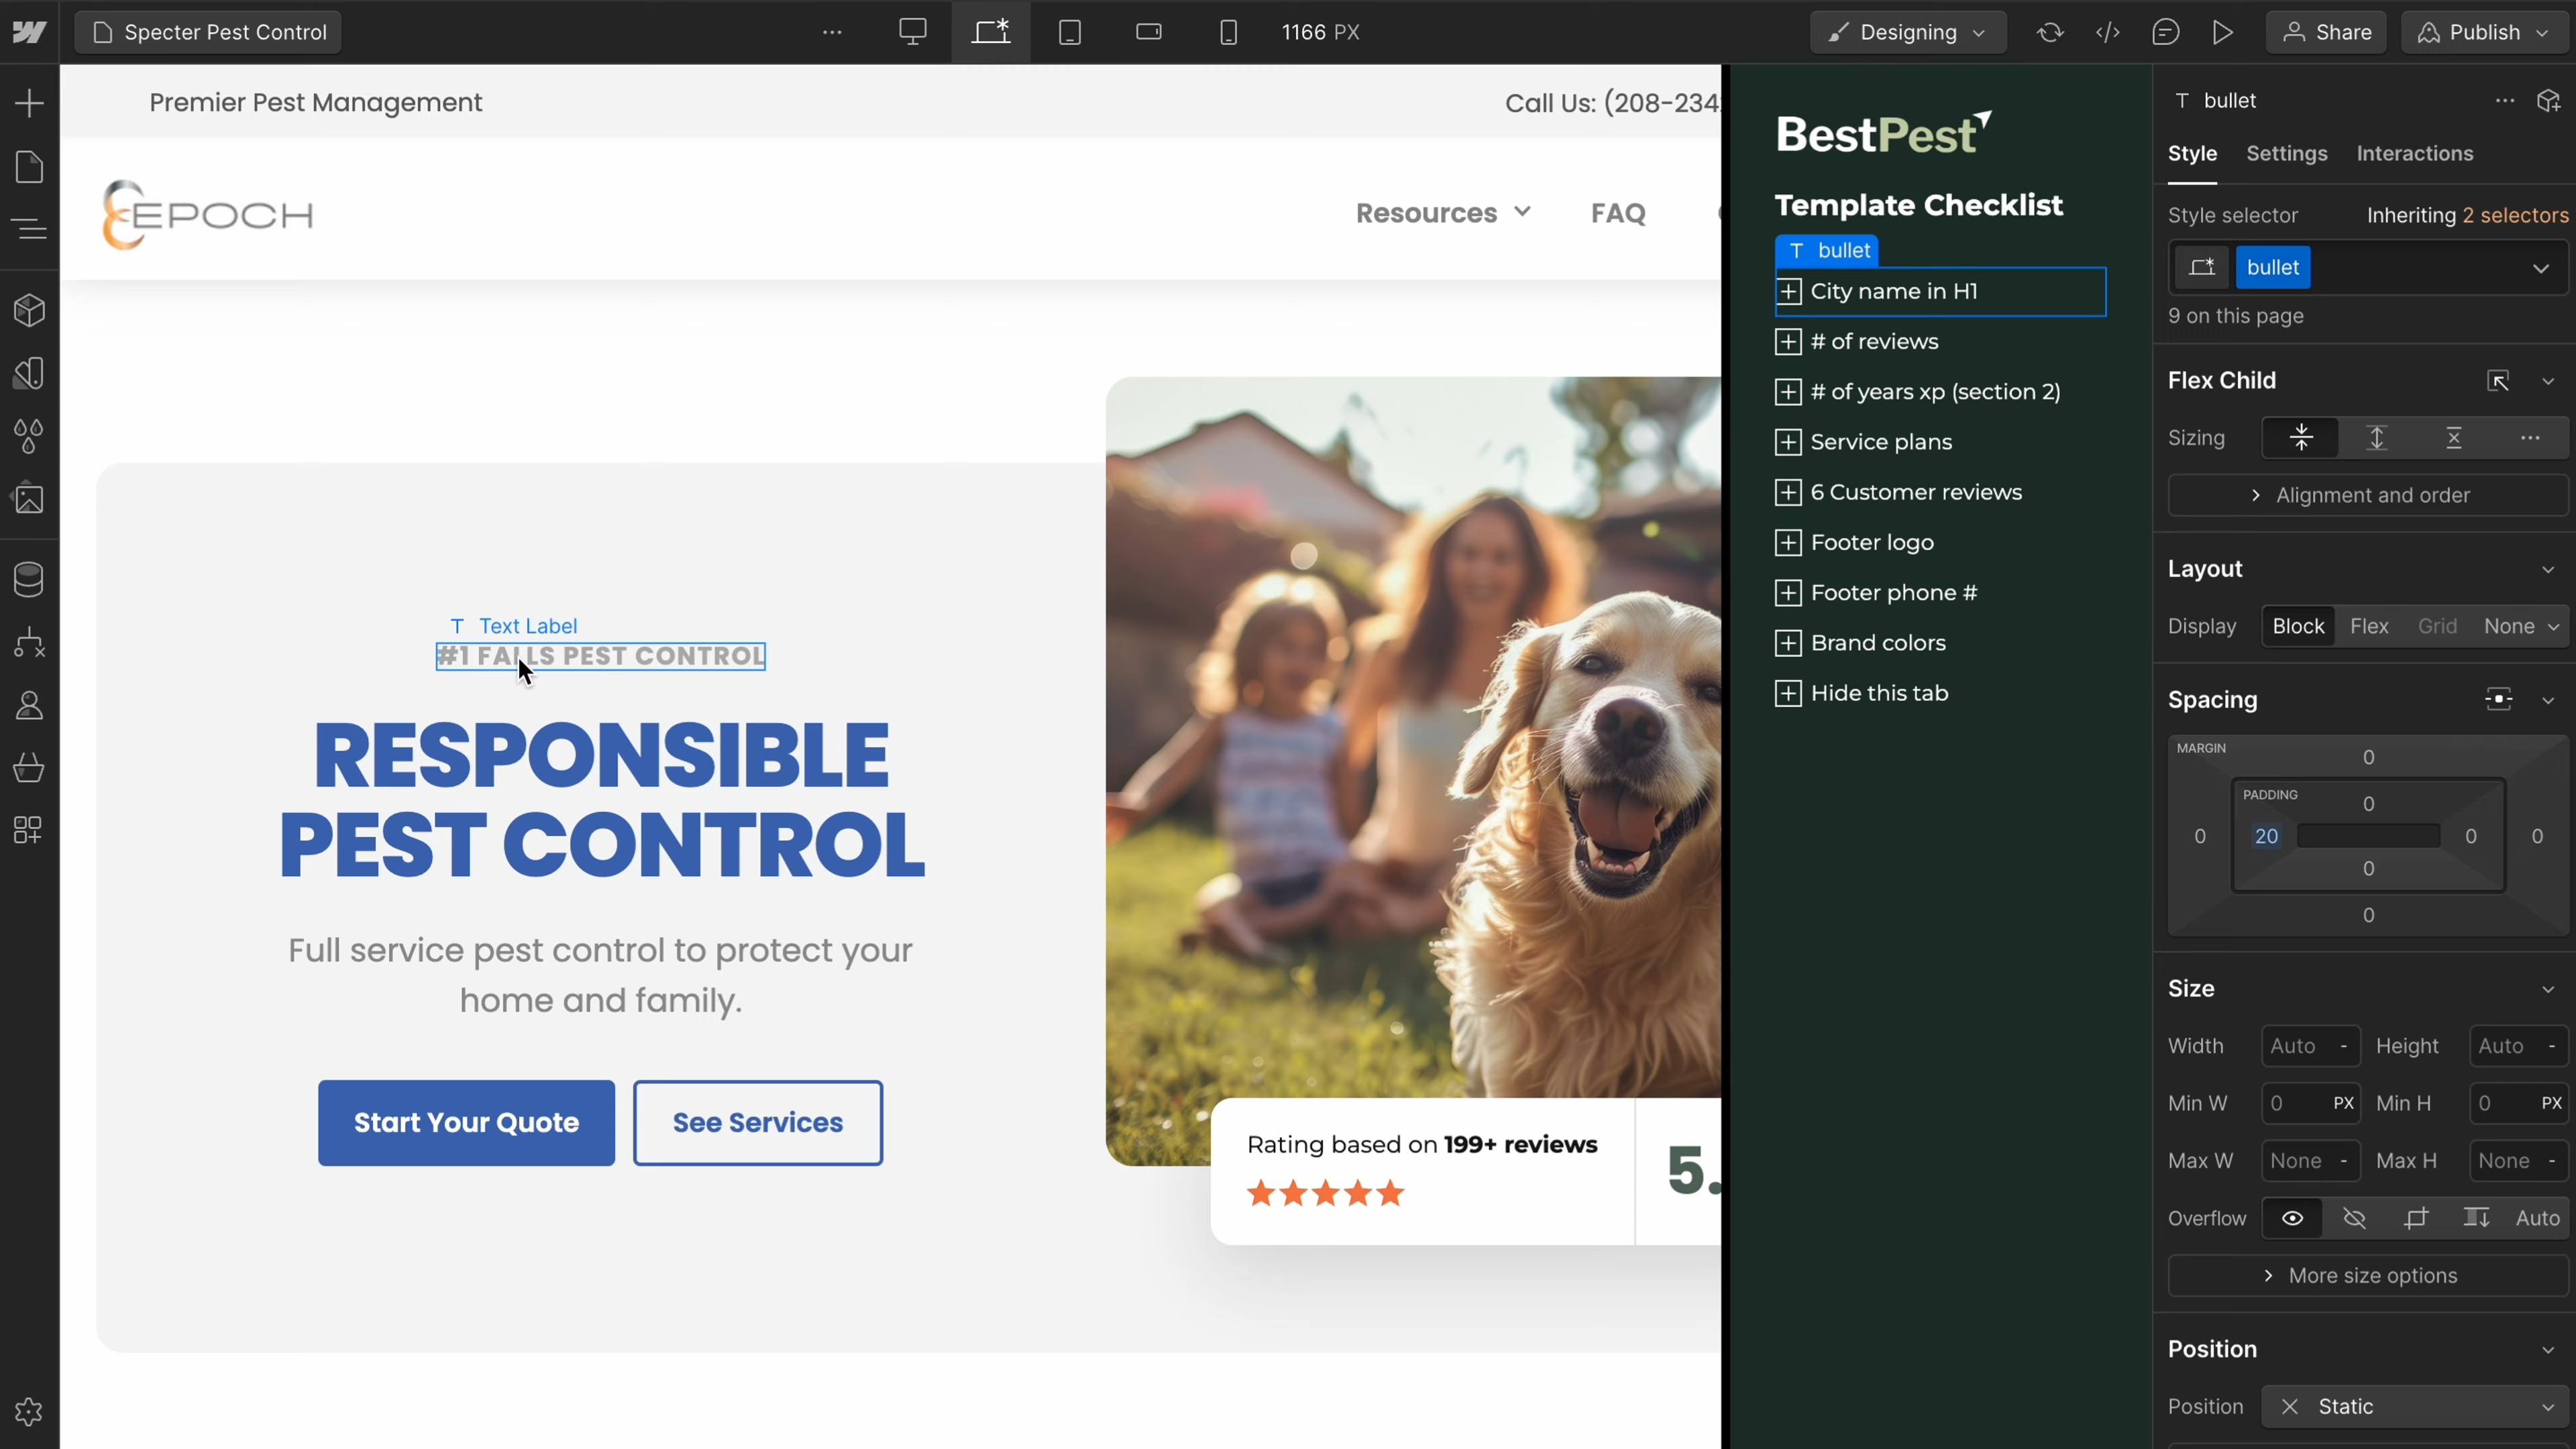 Specter Pest Control
1166 PX
Designing
Share
Publish
Premier Pest Management
Call Us: (208-234
EPOCH
Resources
FAQ
#1 FALLS PEST CONTROL
Text Label
RESPONSIBLE
PEST CONTROL
Full service pest control to protect your
home and family.
Start Your Quote
See Services
Rating based on 199+ reviews
5.
BestPest
Template Checklist
bullet
City name in H1
# of reviews
# of years xp (section 2)
Service plans
6 Customer reviews
Footer logo
Footer phone #
Brand colors
Hide this tab
bullet
Style Settings Interactions
Style selector Inheriting 2 selectors
bullet
9 on this page
Flex Child
Sizing
Alignment and order
Layout
Display Block Flex Grid None
Spacing
MARGIN
0
PADDING
0
0 20 0 0
0
0
Size
Width Auto - Height Auto -
Min W 0 PX Min H 0 PX
Max W None - Max H None -
Overflow Auto
More size options
Position
Position Static